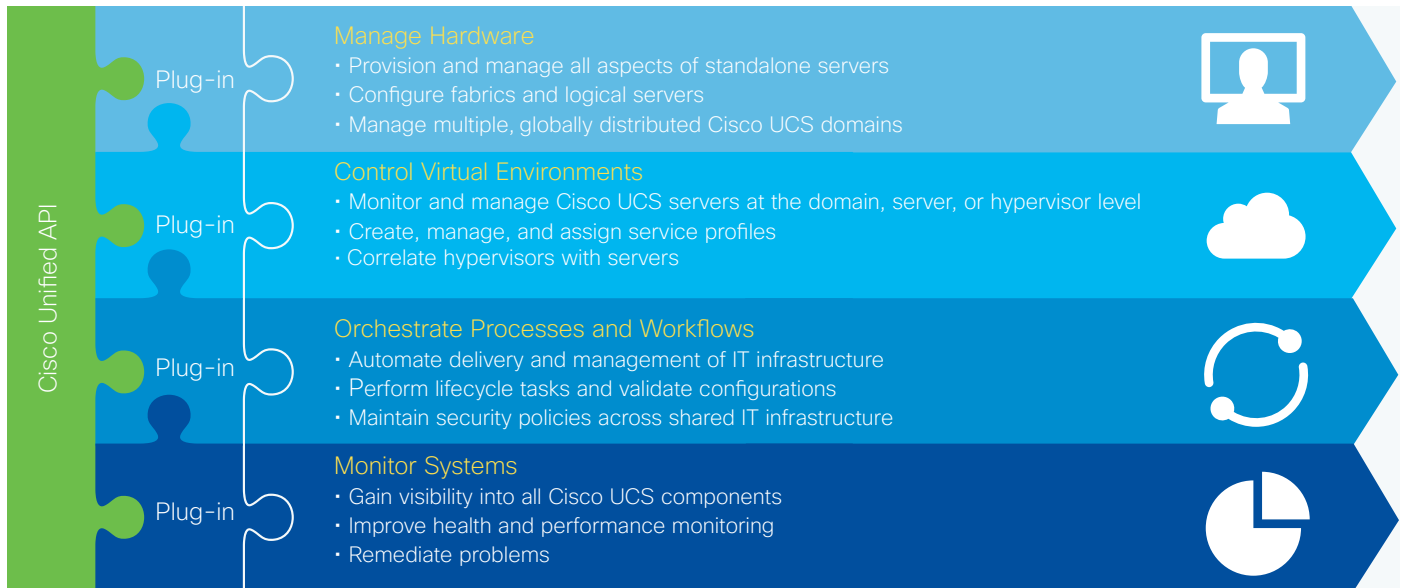 Cisco Unified API
Plug-in
Manage Hardware
· Provision and manage all aspects of standalone servers
· Configure fabrics and logical servers
· Manage multiple, globally distributed Cisco UCS domains
Plug-in
Control Virtual Environments
· Monitor and manage Cisco UCS servers at the domain, server, or hypervisor level
· Create, manage, and assign service profiles
· Correlate hypervisors with servers
Plug-in
Orchestrate Processes and Workflows
· Automate delivery and management of IT infrastructure
· Perform lifecycle tasks and validate configurations
· Maintain security policies across shared IT infrastructure
Plug-in
Monitor Systems
· Gain visibility into all Cisco UCS components
· Improve health and performance monitoring
· Remediate problems